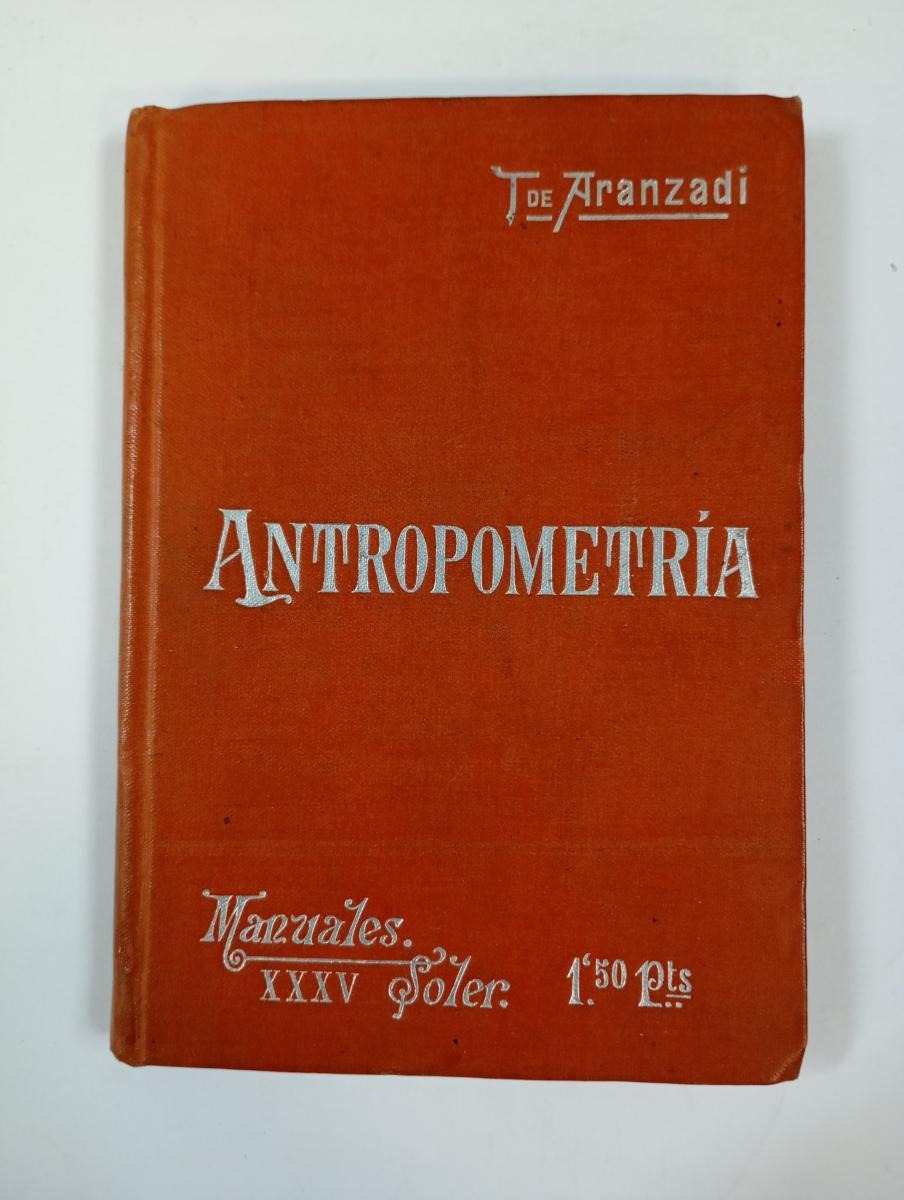 T DE Aranzadi
ANTROPOMETRÍA
Manuales.
XXXV Soler. 1'50 Pts